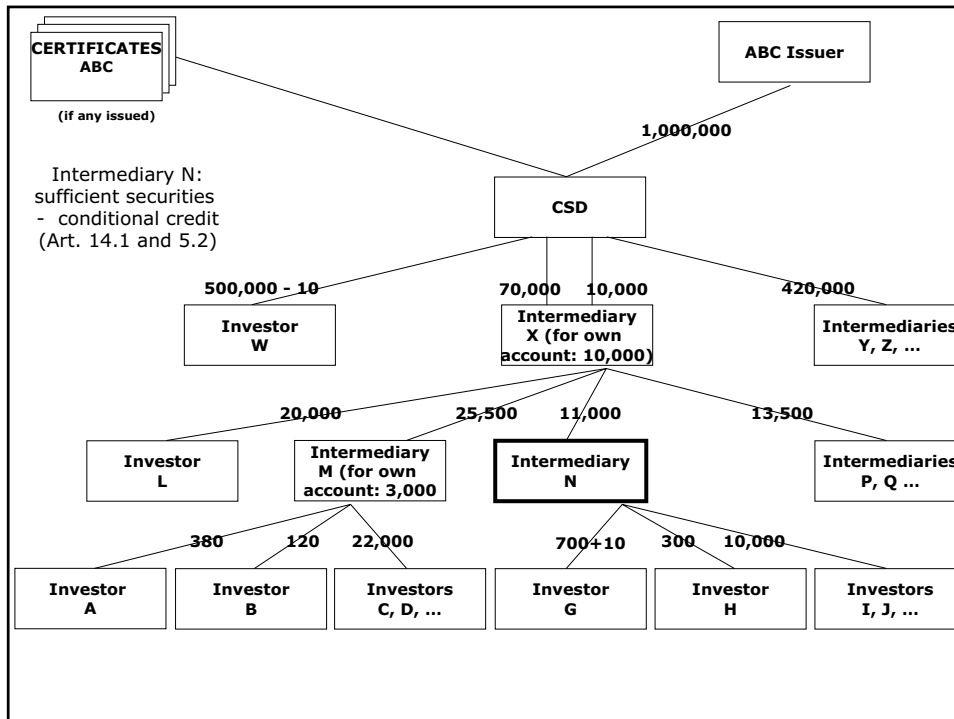 CERTIFICATES
ABC
(if any issued)
ABC Issuer
1,000,000
Intermediary N:
sufficient securities
- conditional credit
(Art. 14.1 and 5.2)
CSD
500,000 - 10
70,000
10,000
420,000
Investor
W
Intermediary
X (for own
account: 10,000)
Intermediaries
Y, Z, ...
20,000
25,500
11,000
13,500
Investor
L
Intermediary
M (for own
account: 3,000
Intermediary
N
Intermediaries
P, Q ...
380
120
22,000
700+10
300
10,000
Investor
A
Investor
B
Investors
C, D, ...
Investor
G
Investor
H
Investors
I, J, ...